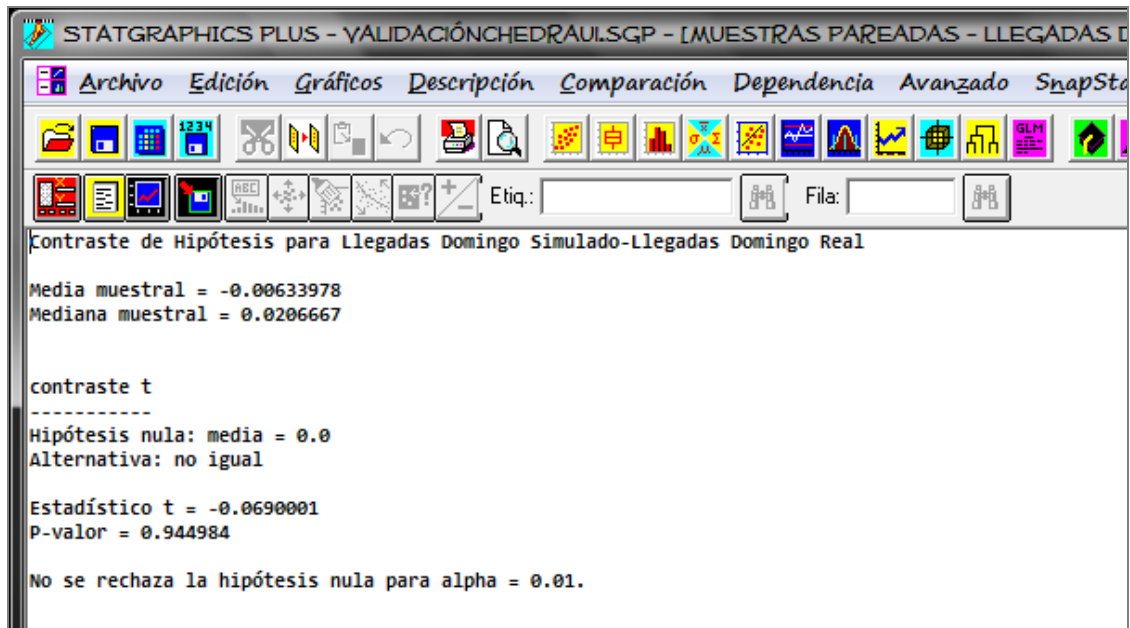 STATGRAPHICS PLUS - VALIDACIÓNCHEDRAUI.SGP - [MUESTRAS PAREADAS - LLEGADAS D
Archivo Edición Gráficos Descripción Comparación Dependencia Avanzado SnapSta
1234
GLM
ABC
Etiq.: Fila:
Contraste de Hipótesis para Llegadas Domingo Simulado-Llegadas Domingo Real
Media muestral = -0.00633978
Mediana muestral = 0.0206667
contraste t
-----------
Hipótesis nula: media = 0.0
Alternativa: no igual
Estadístico t = -0.0690001
P-valor = 0.944984
No se rechaza la hipótesis nula para alpha = 0.01.